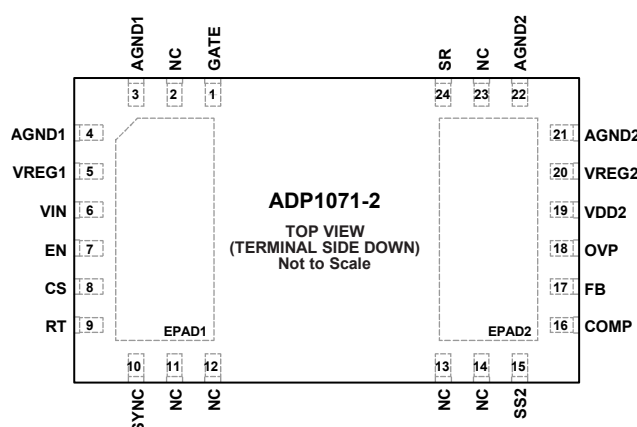 AGND1
NC
GATE
SR
NC
AGND2
3
2
1
24
23
22
AGND1
4
21
AGND2
VREG1
5
20
VREG2
VIN
6
ADP1071-2
19
VDD2
TOP VIEW
(TERMINAL SIDE DOWN)
Not to Scale
EN
7
18
OVP
CS
8
17
FB
RT
9
EPAD1
EPAD2
16
COMP
10
11
12
13
14
15
SYNC
NC
NC
NC
NC
SS2